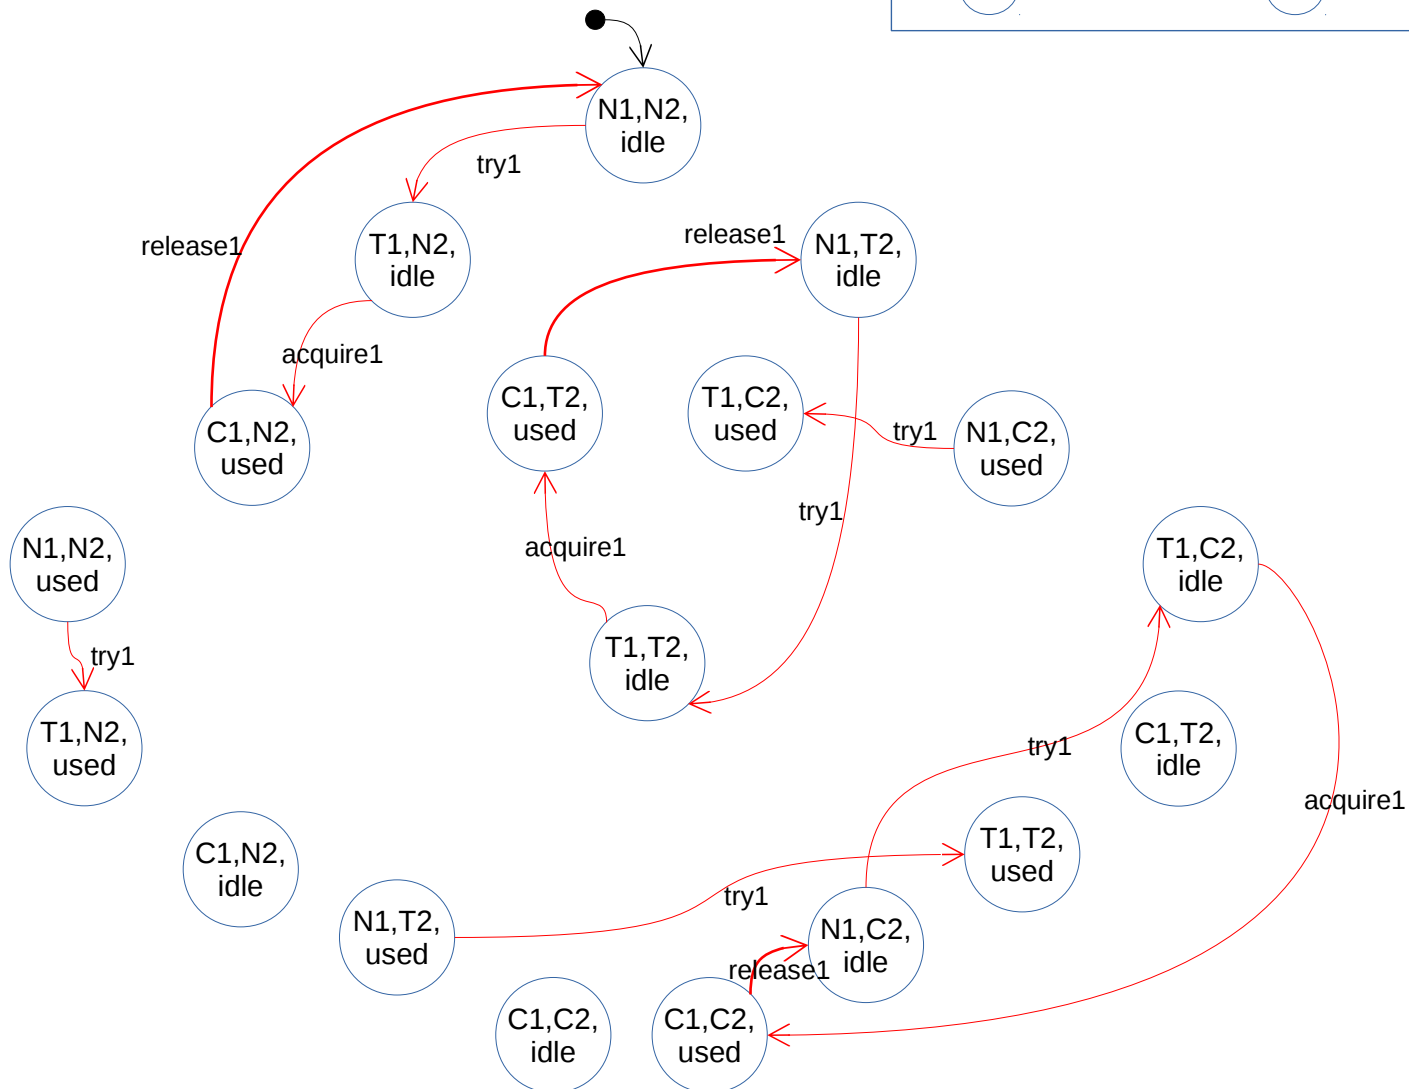 N1,N2,
idle
try1
T1,N2,
idle
release1
release1
N1,T2,
idle
acquire1
C1,N2,
used
C1,T2,
used
T1,C2,
used
try1
N1,C2,
used
try1
acquire1
N1,N2,
used
T1,C2,
idle
try1
T1,T2,
idle
T1,N2,
used
try1
C1,T2,
idle
acquire1
C1,N2,
idle
T1,T2,
used
try1
N1,T2,
used
N1,C2,
idle
release1
C1,C2,
idle
C1,C2,
used